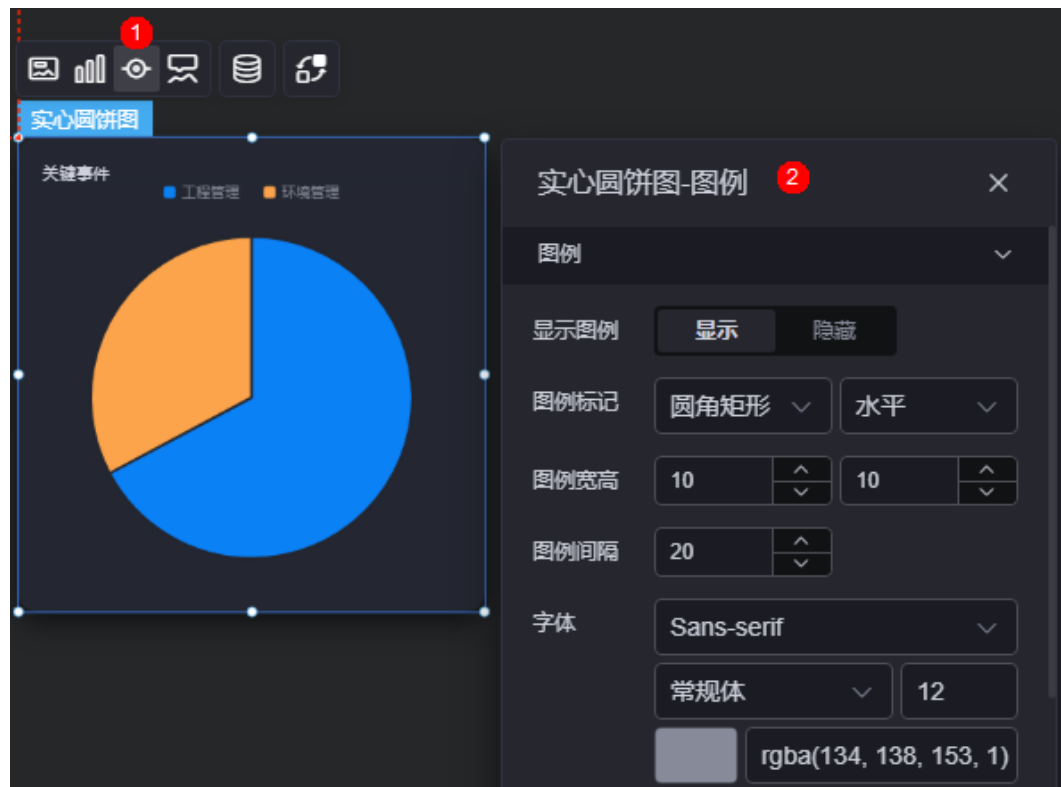 1
实心圆饼图
关键事件
工程管理 环境管理
实心圆饼图-图例 2
图例
显示图例 显示 隐藏
图例标记 圆角矩形 水平
图例宽高 10 10
图例间隔 20
字体 Sans-serif
常规体 12
rgba(134, 138, 153, 1)